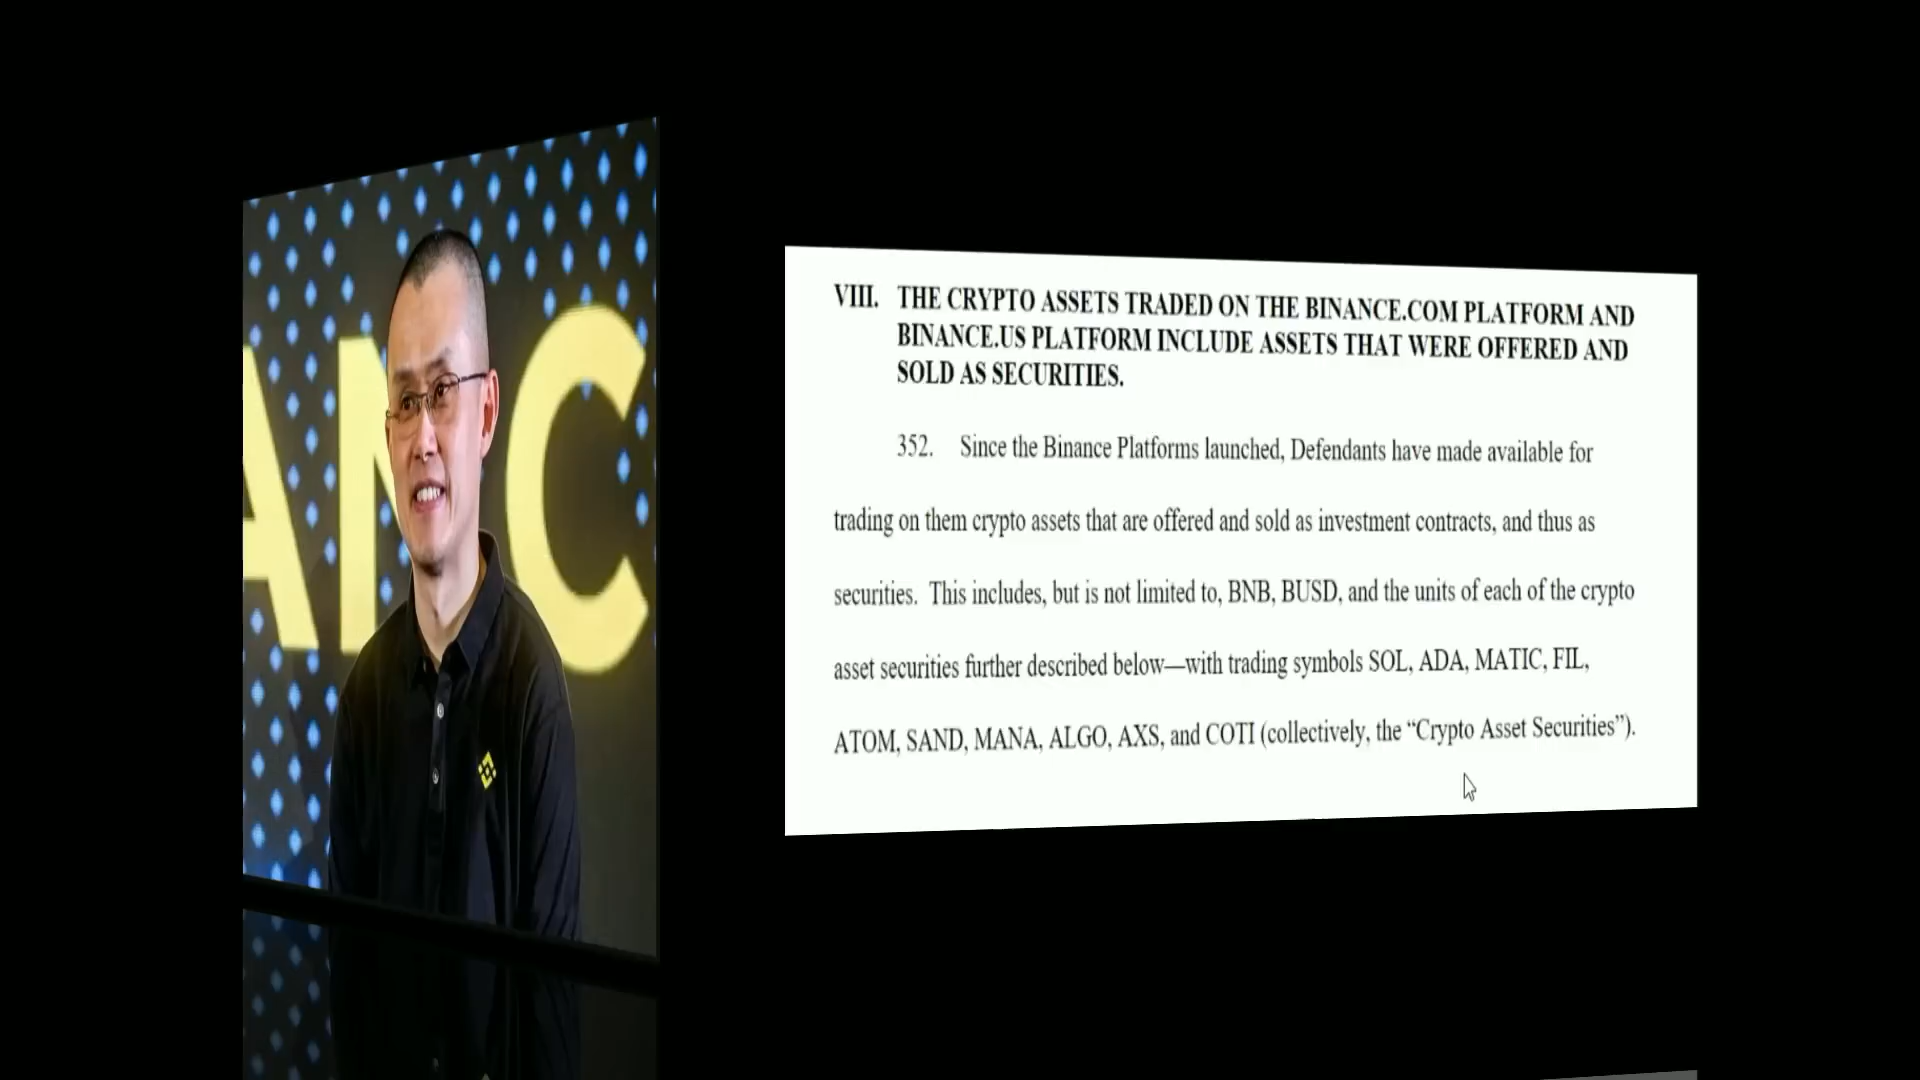 ANC
VIII. THE CRYPTO ASSETS TRADED ON THE BINANCE.COM PLATFORM AND
BINANCE.US PLATFORM INCLUDE ASSETS THAT WERE OFFERED AND
SOLD AS SECURITIES.
352. Since the Binance Platforms launched, Defendants have made available for
trading on them crypto assets that are offered and sold as investment contracts, and thus as
securities. This includes, but is not limited to, BNB, BUSD, and the units of each of the crypto
asset securities further described below—with trading symbols SOL, ADA, MATIC, FIL,
ATOM, SAND, MANA, ALGO, AXS, and COTI (collectively, the “Crypto Asset Securities”).